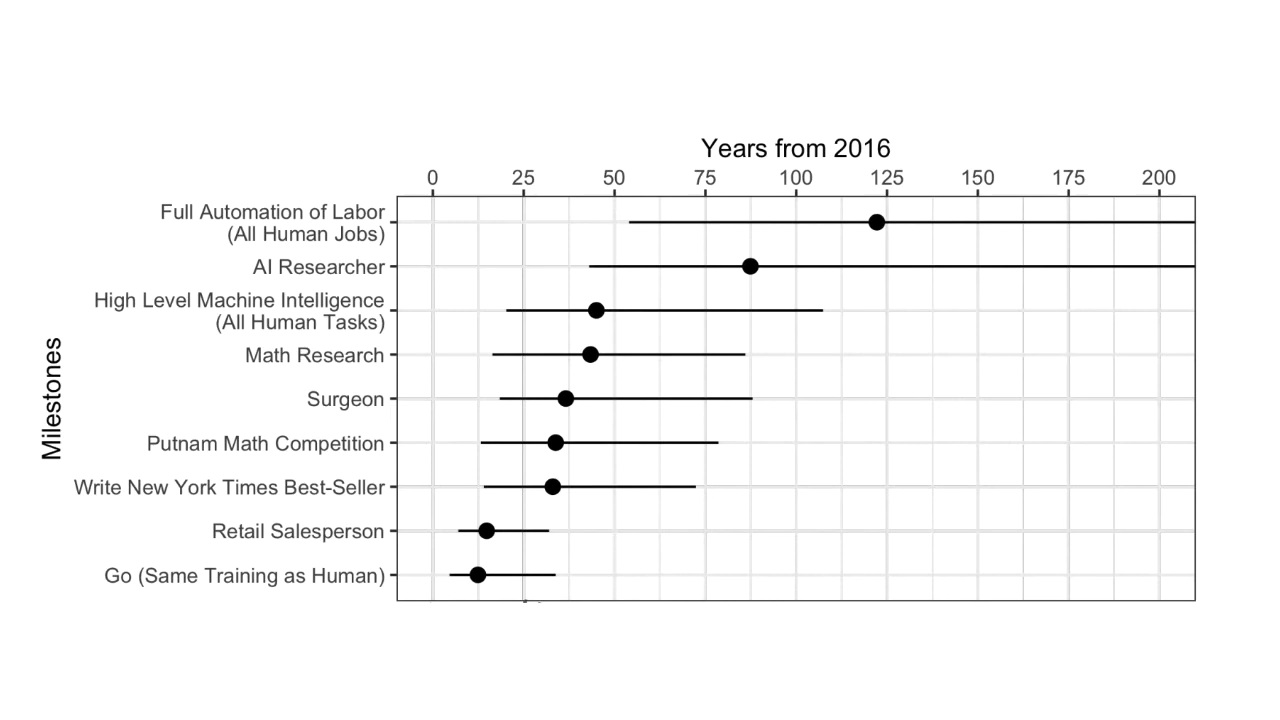 Years from 2016
0 25 50 75 100 125 150 175 200
Full Automation of Labor
(All Human Jobs)
AI Researcher
High Level Machine Intelligence
(All Human Tasks)
Math Research
Surgeon
Putnam Math Competition
Write New York Times Best-Seller
Retail Salesperson
Go (Same Training as Human)
Milestones